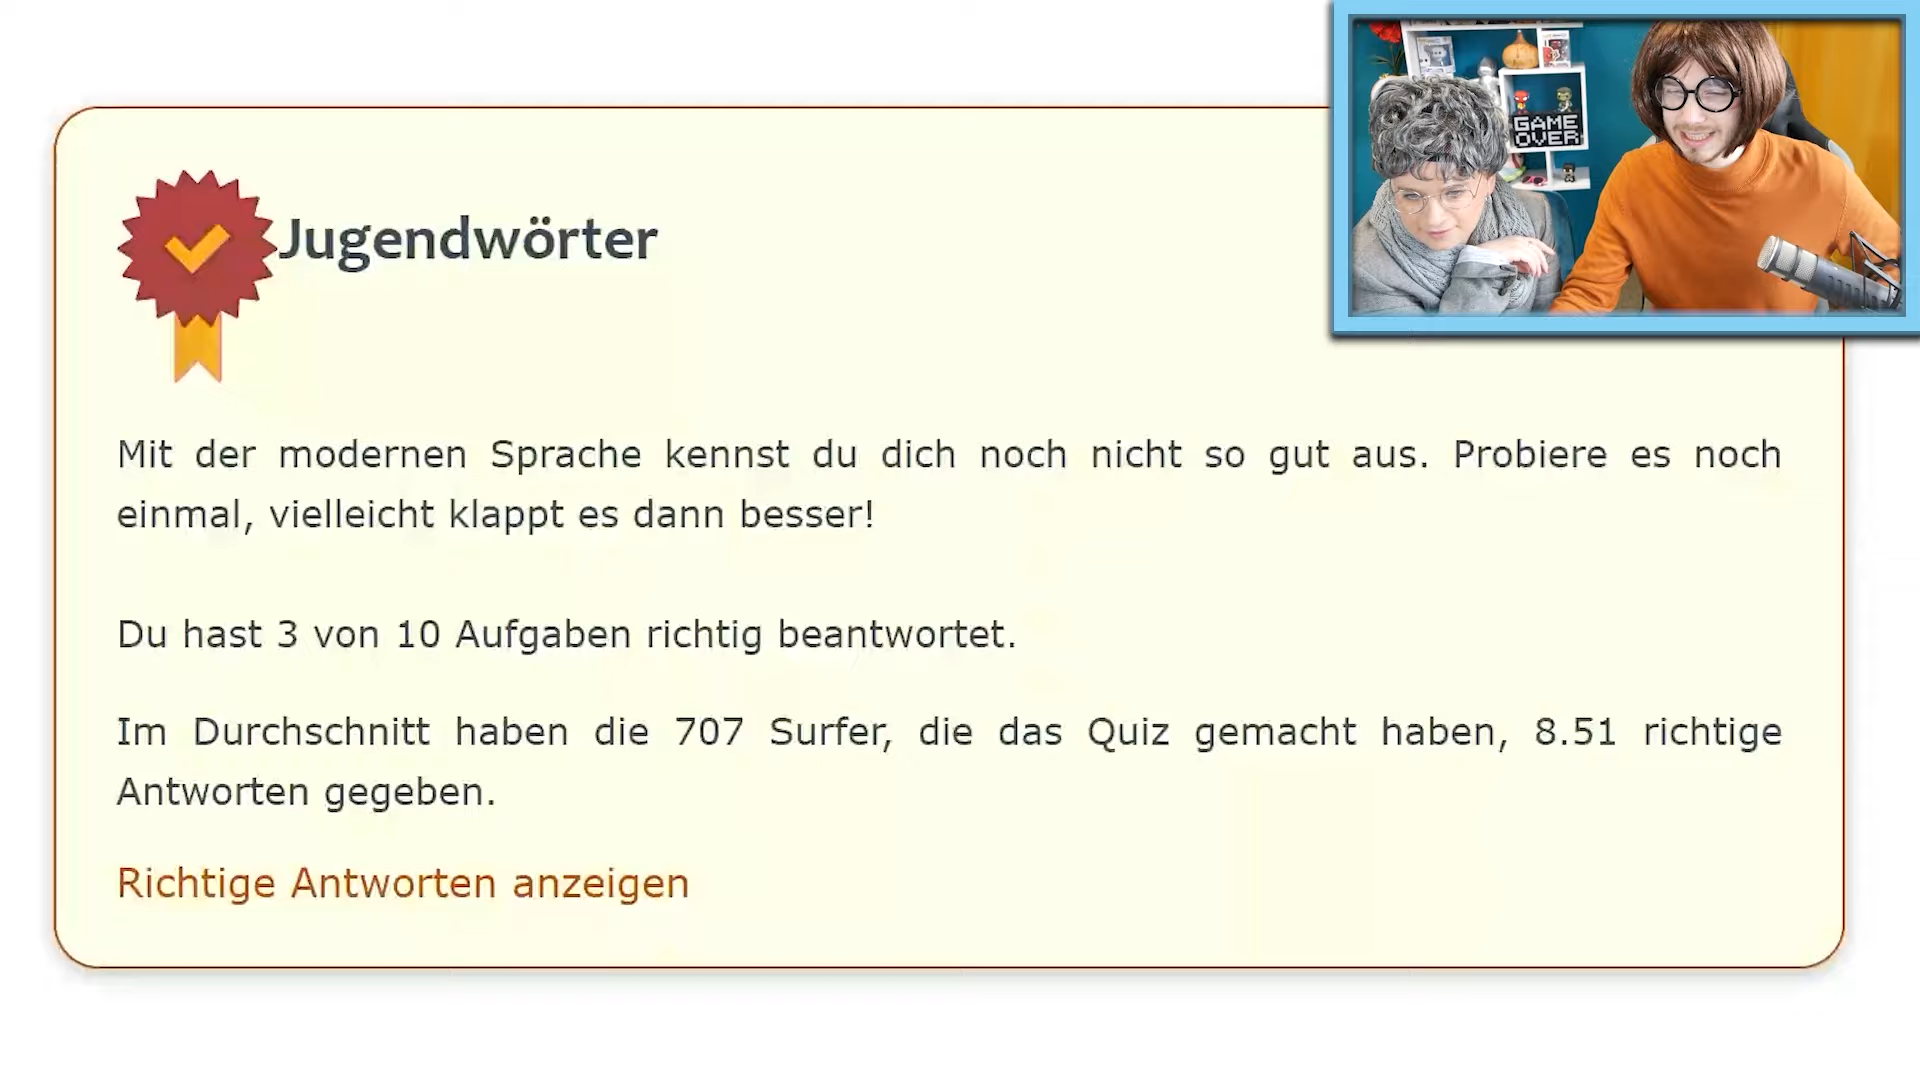 GAME
OVER
Jugendwörter
Mit der modernen Sprache kennst du dich noch nicht so gut aus. Probiere es noch
einmal, vielleicht klappt es dann besser!
Du hast 3 von 10 Aufgaben richtig beantwortet.
Im Durchschnitt haben die 707 Surfer, die das Quiz gemacht haben, 8.51 richtige
Antworten gegeben.
Richtige Antworten anzeigen